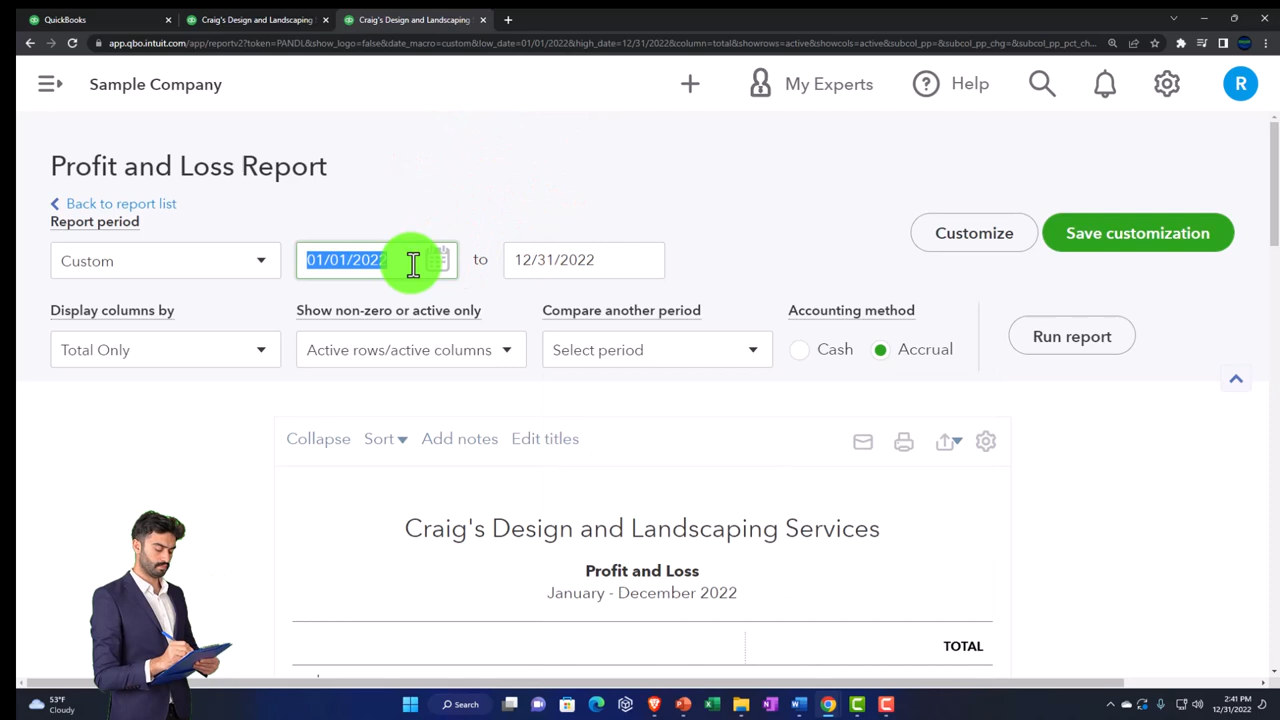 QuickBooks
Craig's Design and Landscaping S
Craig's Design and Landscaping S
app.qbo.intuit.com/app/reportv2?token=PANDL&show_logo=false&date_macro=custom&low_date=01/01/2022&high_date=12/31/2022&column=total&showrows=active&showcols=active&subcol_pp=&subcol_pp_chg=&subcol_pp_pct_ch...
Sample Company
My Experts
Help
R
Profit and Loss Report
Back to report list
Report period
Customize
Save customization
Custom
01/01/2022
to
12/31/2022
Display columns by
Show non-zero or active only
Compare another period
Accounting method
Total Only
Active rows/active columns
Select period
Cash
Accrual
Run report
Collapse
Sort
Add notes
Edit titles
Craig's Design and Landscaping Services
Profit and Loss
January - December 2022
TOTAL
53°F
Cloudy
Search
2:41 PM
12/31/2022